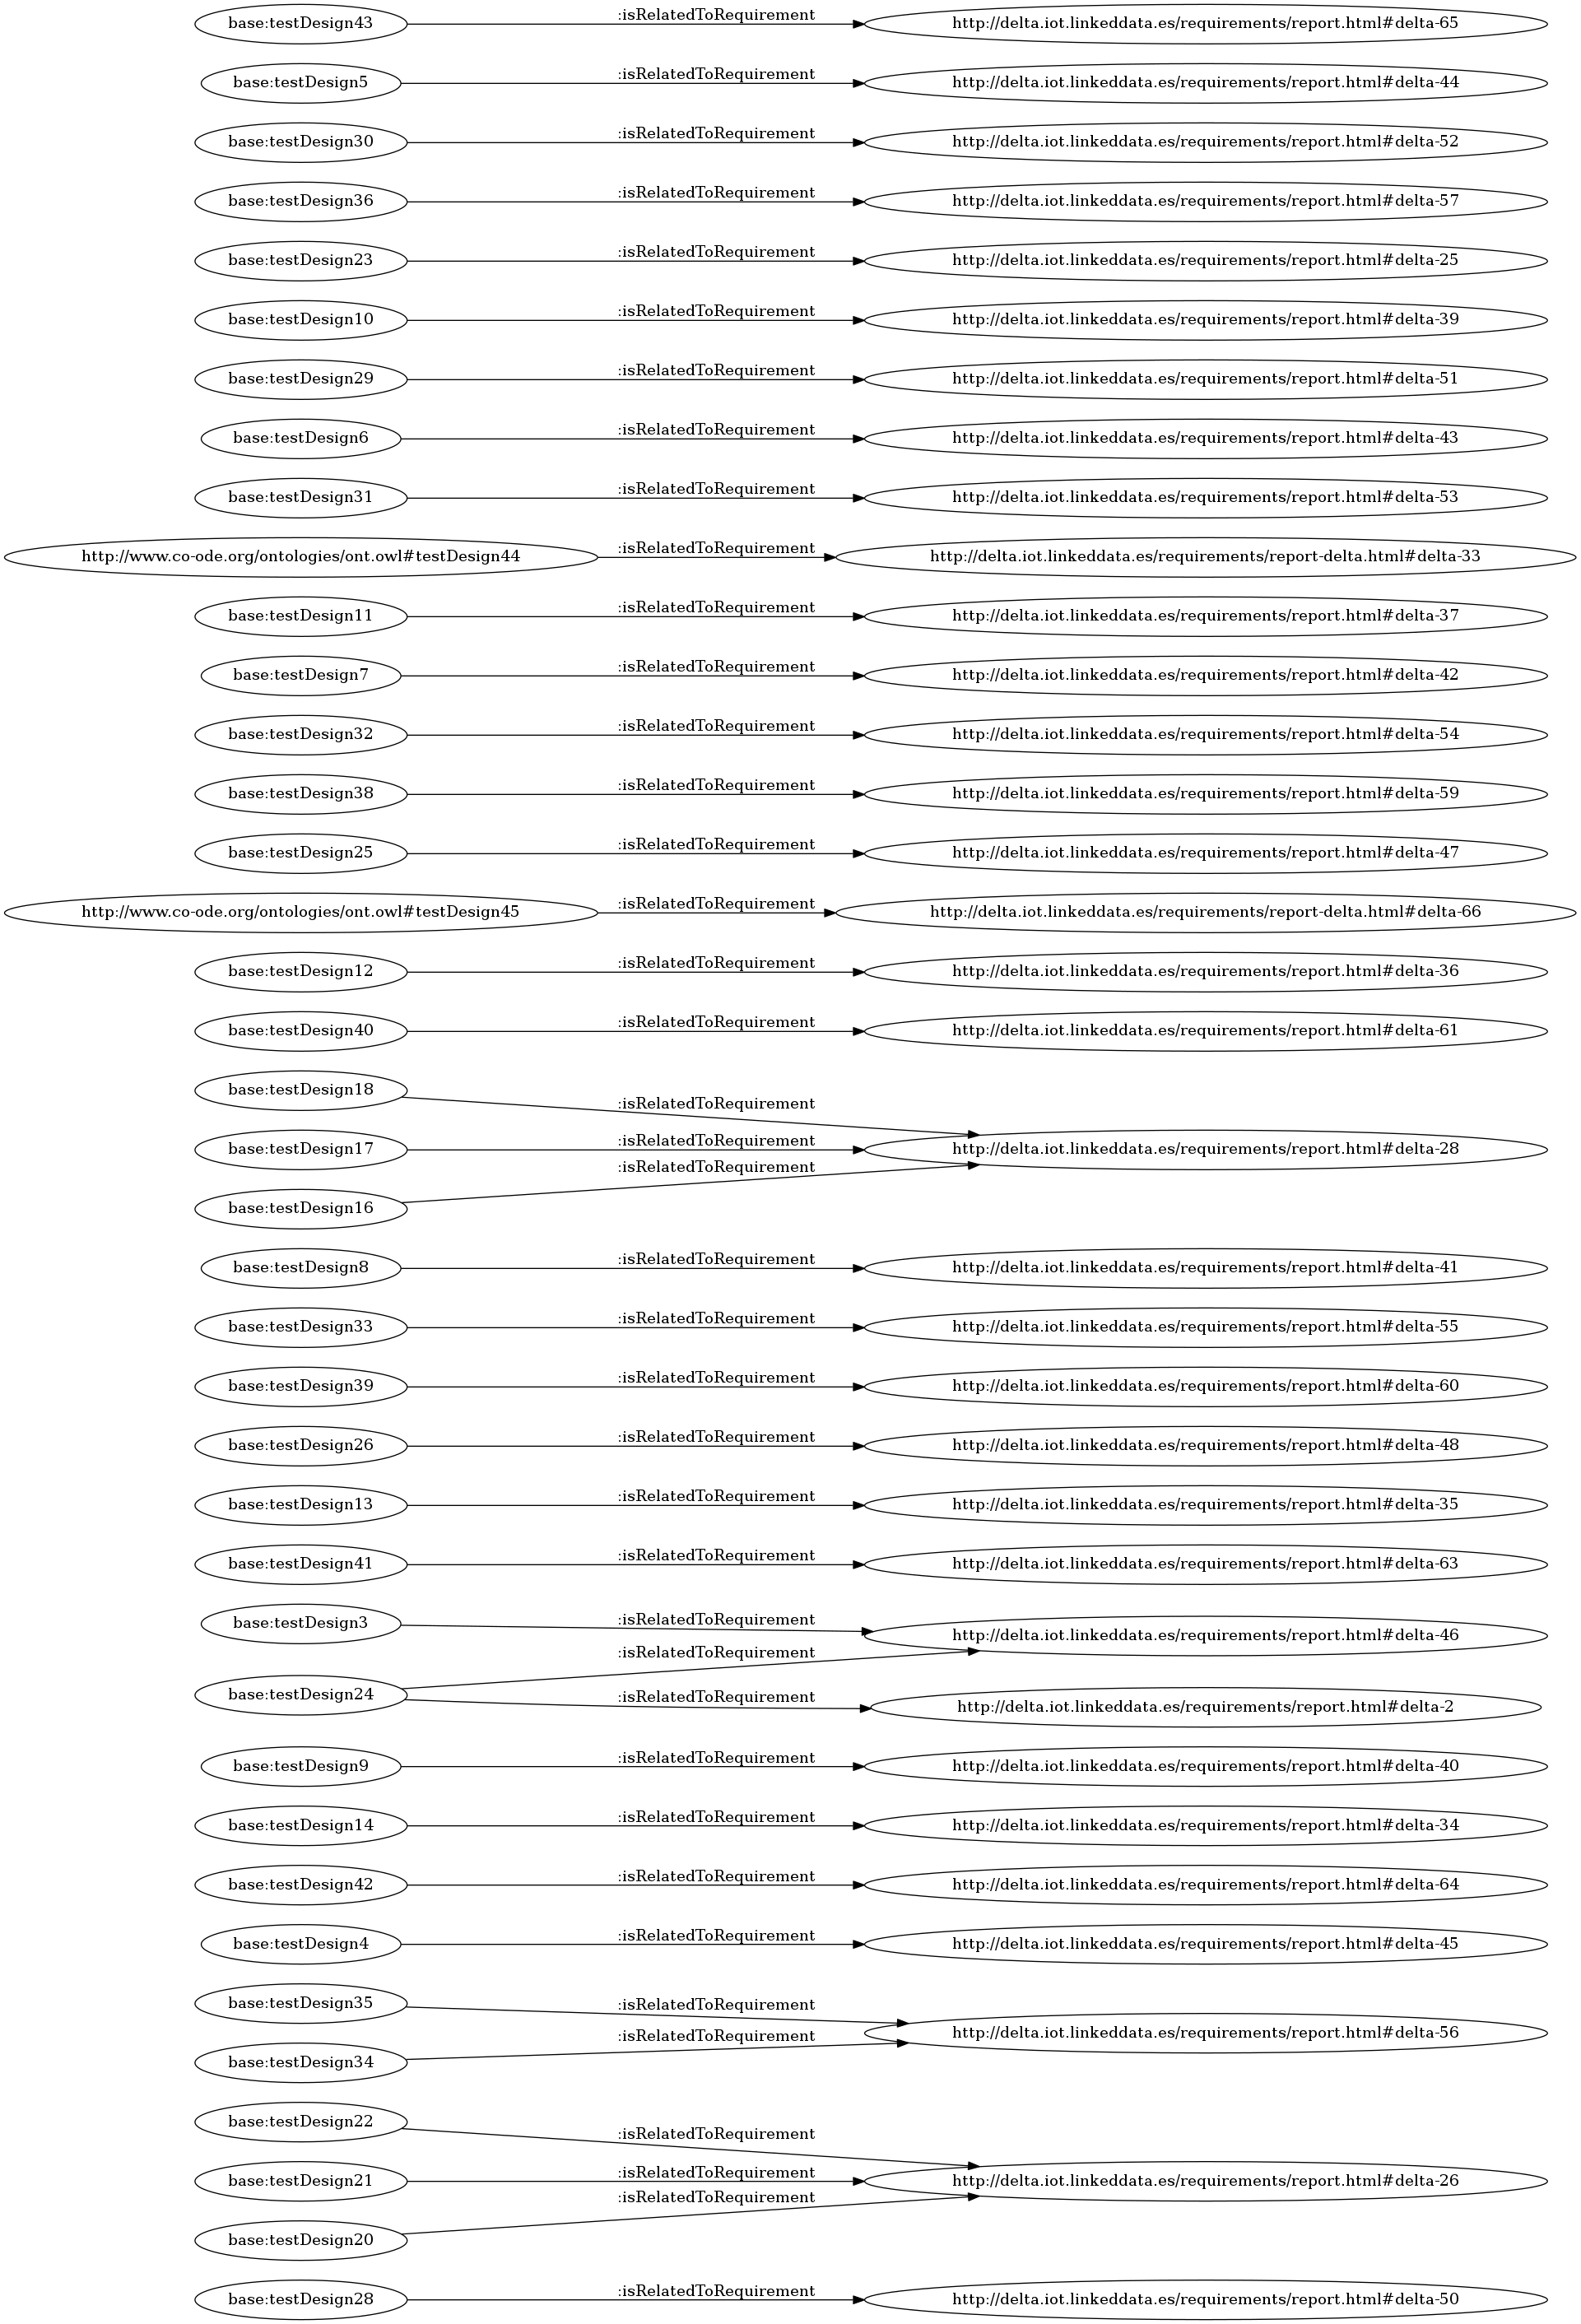 base:testDesign43 :isRelatedToRequirement http://delta.iot.linkeddata.es/requirements/report.html#delta-65
base:testDesign5 :isRelatedToRequirement http://delta.iot.linkeddata.es/requirements/report.html#delta-44
base:testDesign30 :isRelatedToRequirement http://delta.iot.linkeddata.es/requirements/report.html#delta-52
base:testDesign36 :isRelatedToRequirement http://delta.iot.linkeddata.es/requirements/report.html#delta-57
base:testDesign23 :isRelatedToRequirement http://delta.iot.linkeddata.es/requirements/report.html#delta-25
base:testDesign10 :isRelatedToRequirement http://delta.iot.linkeddata.es/requirements/report.html#delta-39
base:testDesign29 :isRelatedToRequirement http://delta.iot.linkeddata.es/requirements/report.html#delta-51
base:testDesign6 :isRelatedToRequirement http://delta.iot.linkeddata.es/requirements/report.html#delta-43
base:testDesign31 :isRelatedToRequirement http://delta.iot.linkeddata.es/requirements/report.html#delta-53
http://www.co-ode.org/ontologies/ont.owl#testDesign44 :isRelatedToRequirement http://delta.iot.linkeddata.es/requirements/report-delta.html#delta-33
base:testDesign11 :isRelatedToRequirement http://delta.iot.linkeddata.es/requirements/report.html#delta-37
base:testDesign7 :isRelatedToRequirement http://delta.iot.linkeddata.es/requirements/report.html#delta-42
base:testDesign32 :isRelatedToRequirement http://delta.iot.linkeddata.es/requirements/report.html#delta-54
base:testDesign38 :isRelatedToRequirement http://delta.iot.linkeddata.es/requirements/report.html#delta-59
base:testDesign25 :isRelatedToRequirement http://delta.iot.linkeddata.es/requirements/report.html#delta-47
http://www.co-ode.org/ontologies/ont.owl#testDesign45 :isRelatedToRequirement http://delta.iot.linkeddata.es/requirements/report-delta.html#delta-66
base:testDesign12 :isRelatedToRequirement http://delta.iot.linkeddata.es/requirements/report.html#delta-36
base:testDesign40 :isRelatedToRequirement http://delta.iot.linkeddata.es/requirements/report.html#delta-61
base:testDesign18 :isRelatedToRequirement
base:testDesign17 :isRelatedToRequirement http://delta.iot.linkeddata.es/requirements/report.html#delta-28
base:testDesign16 :isRelatedToRequirement
base:testDesign8 :isRelatedToRequirement http://delta.iot.linkeddata.es/requirements/report.html#delta-41
base:testDesign33 :isRelatedToRequirement http://delta.iot.linkeddata.es/requirements/report.html#delta-55
base:testDesign39 :isRelatedToRequirement http://delta.iot.linkeddata.es/requirements/report.html#delta-60
base:testDesign26 :isRelatedToRequirement http://delta.iot.linkeddata.es/requirements/report.html#delta-48
base:testDesign13 :isRelatedToRequirement http://delta.iot.linkeddata.es/requirements/report.html#delta-35
base:testDesign41 :isRelatedToRequirement http://delta.iot.linkeddata.es/requirements/report.html#delta-63
base:testDesign3 :isRelatedToRequirement http://delta.iot.linkeddata.es/requirements/report.html#delta-46
:isRelatedToRequirement
base:testDesign24 :isRelatedToRequirement http://delta.iot.linkeddata.es/requirements/report.html#delta-2
base:testDesign9 :isRelatedToRequirement http://delta.iot.linkeddata.es/requirements/report.html#delta-40
base:testDesign14 :isRelatedToRequirement http://delta.iot.linkeddata.es/requirements/report.html#delta-34
base:testDesign42 :isRelatedToRequirement http://delta.iot.linkeddata.es/requirements/report.html#delta-64
base:testDesign4 :isRelatedToRequirement http://delta.iot.linkeddata.es/requirements/report.html#delta-45
base:testDesign35 :isRelatedToRequirement http://delta.iot.linkeddata.es/requirements/report.html#delta-56
base:testDesign34 :isRelatedToRequirement
base:testDesign22 :isRelatedToRequirement
base:testDesign21 :isRelatedToRequirement http://delta.iot.linkeddata.es/requirements/report.html#delta-26
base:testDesign20 :isRelatedToRequirement
base:testDesign28 :isRelatedToRequirement http://delta.iot.linkeddata.es/requirements/report.html#delta-50